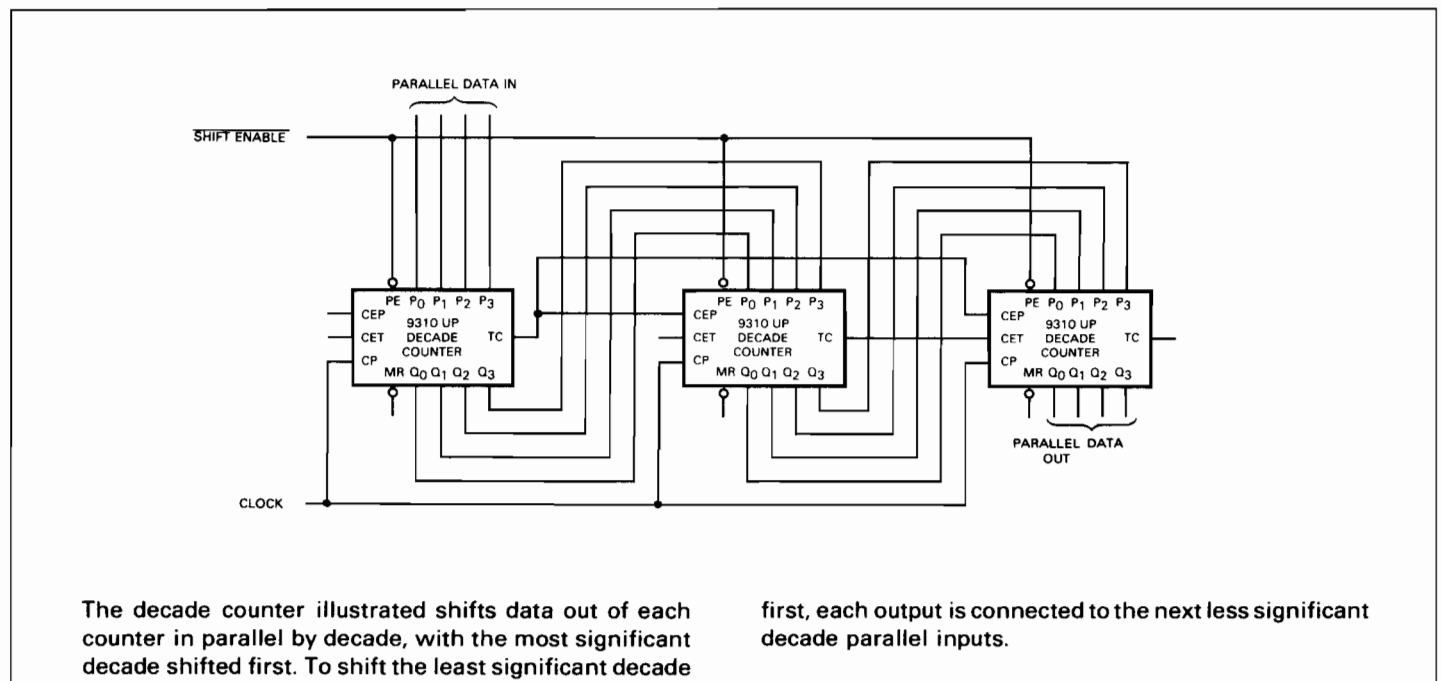 PARALLEL DATA IN
SHIFT ENABLE
PE P0 P1 P2 P3
CEP
9310 UP
CET DECADE TC
COUNTER
CP
MR Q0 Q1 Q2 Q3
PE P0 P1 P2 P3
CEP
9310 UP
CET DECADE TC
COUNTER
CP
MR Q0 Q1 Q2 Q3
PE P0 P1 P2 P3
CEP
9310 UP
CET DECADE TC
COUNTER
CP
MR Q0 Q1 Q2 Q3
PARALLEL DATA
OUT
CLOCK
The decade counter illustrated shifts data out of each
counter in parallel by decade, with the most significant
decade shifted first. To shift the least significant decade
first, each output is connected to the next less significant
decade parallel inputs.